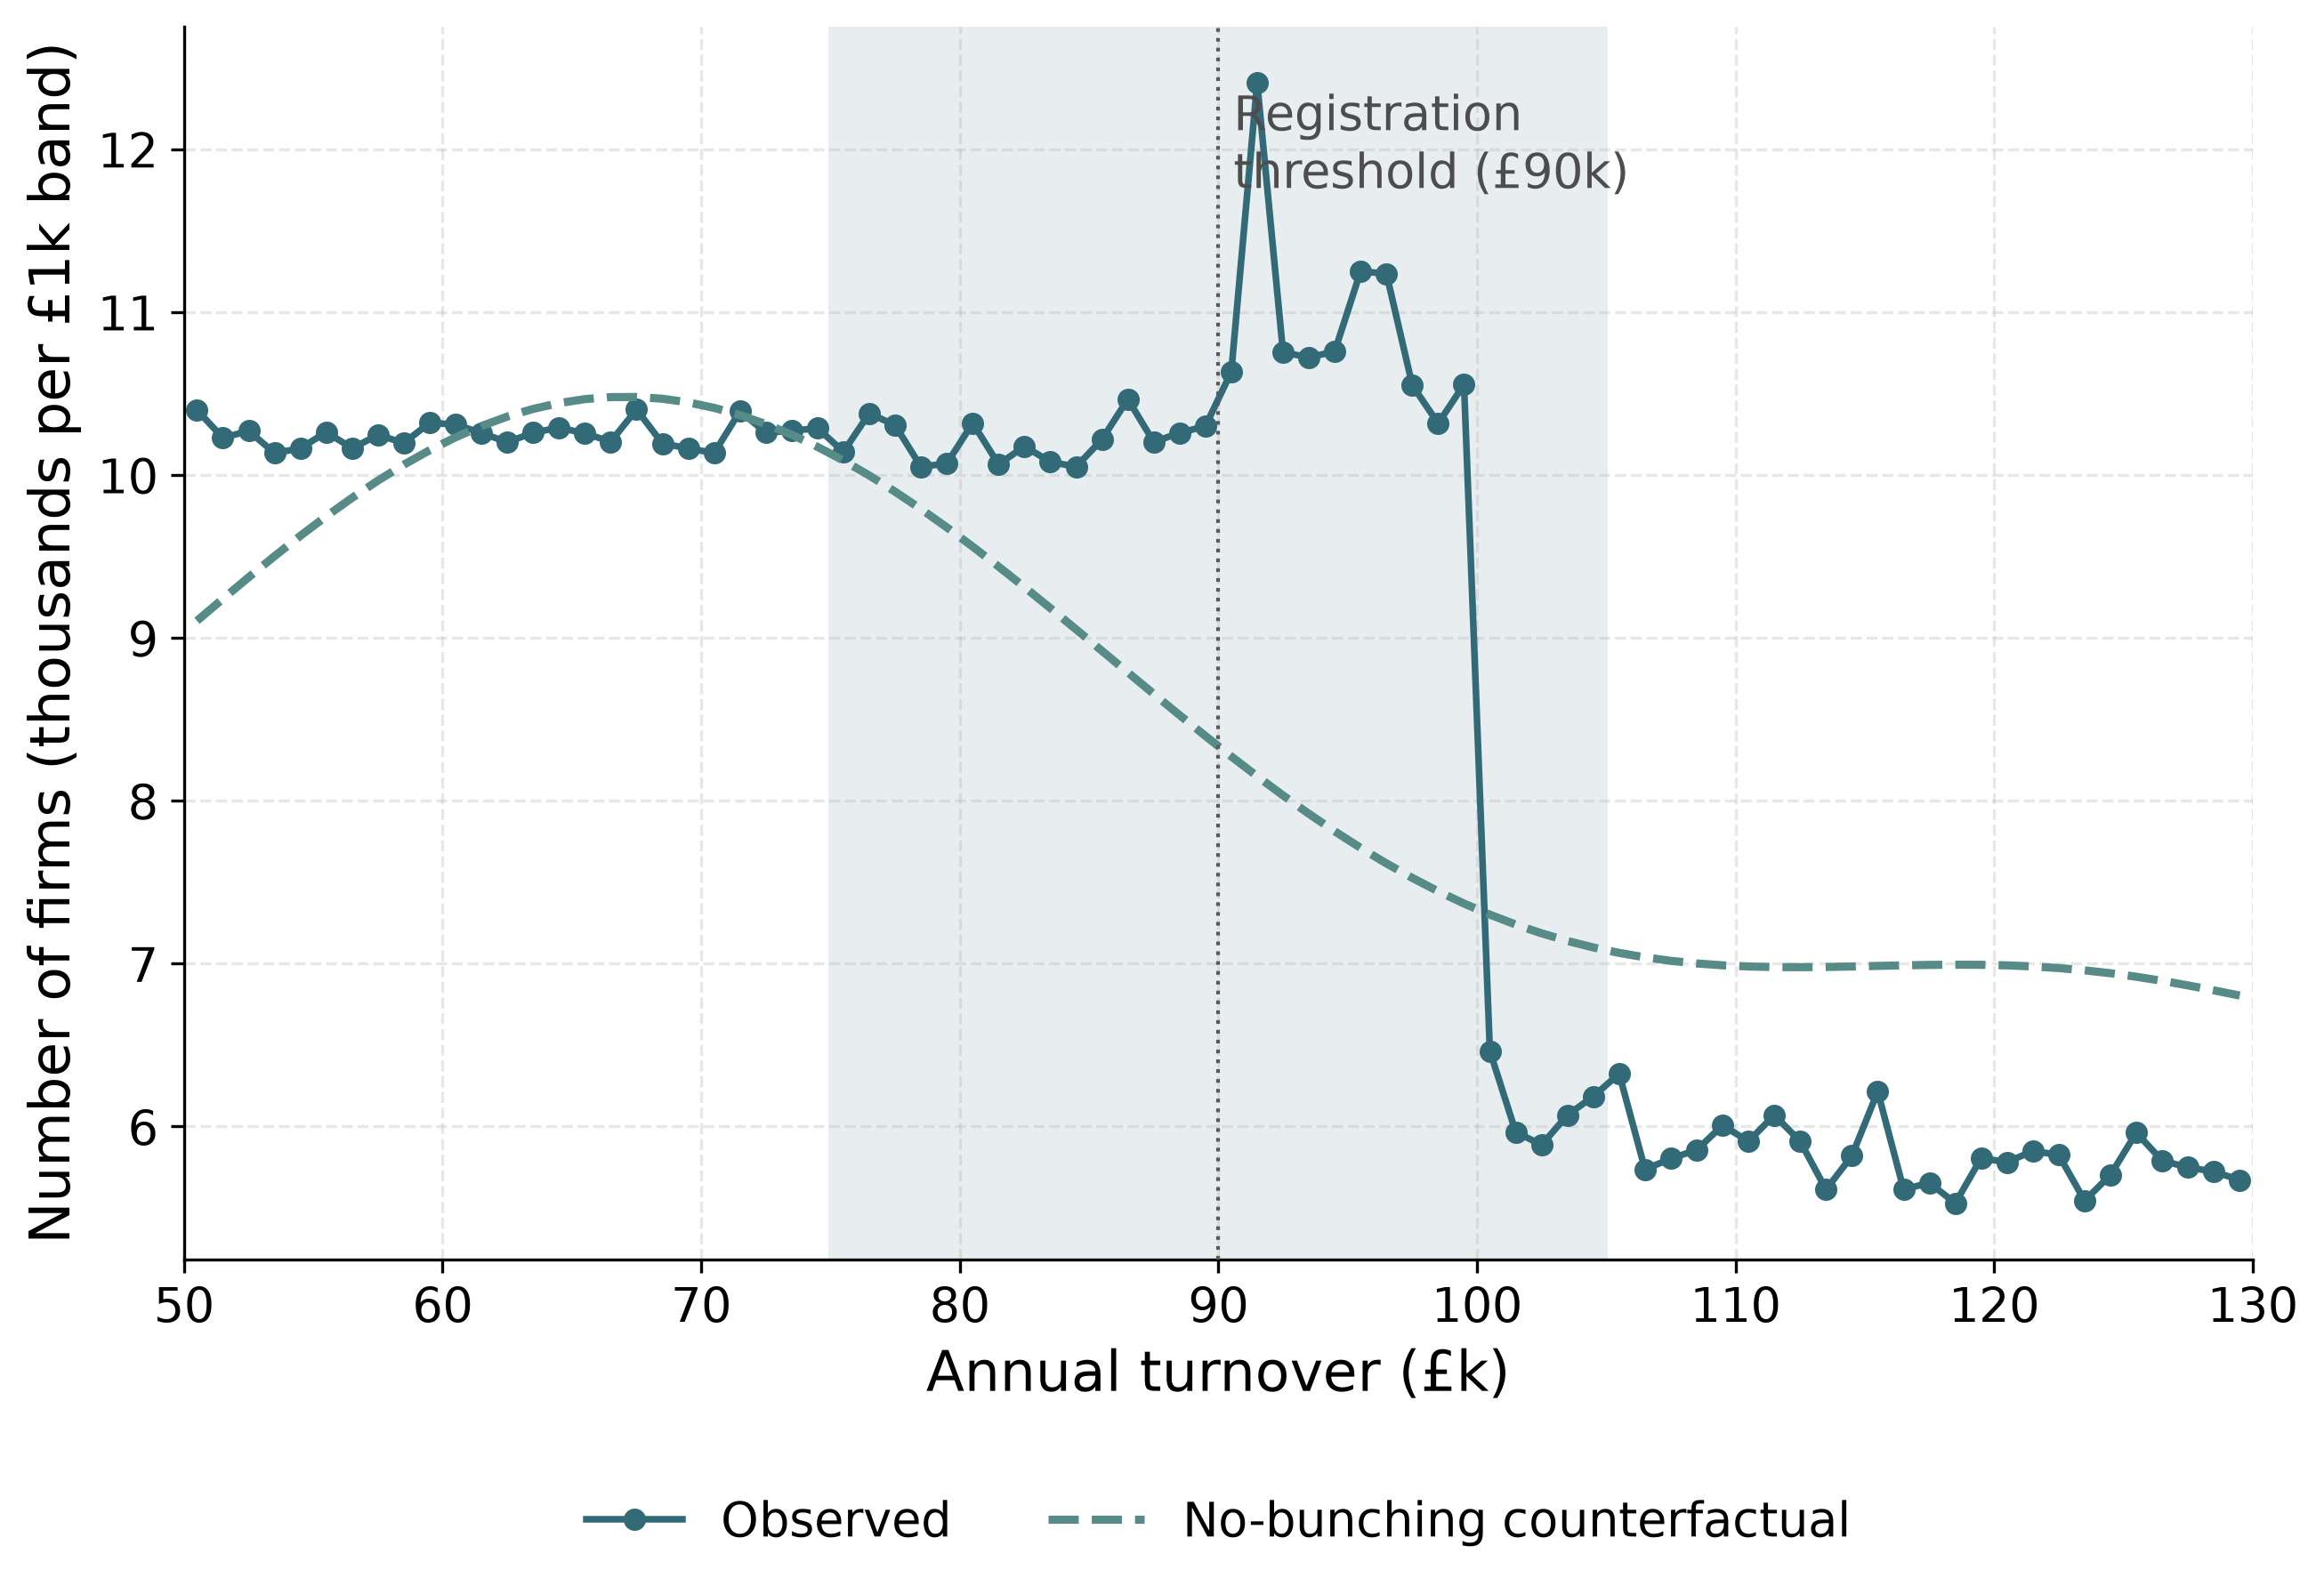 Number of firms (thousands per £1k band)
12
11
10
9
8
7
6
Registration
threshold (£90k)
50 60 70 80 90 100 110 120 130
Annual turnover (£k)
Observed No-bunching counterfactual